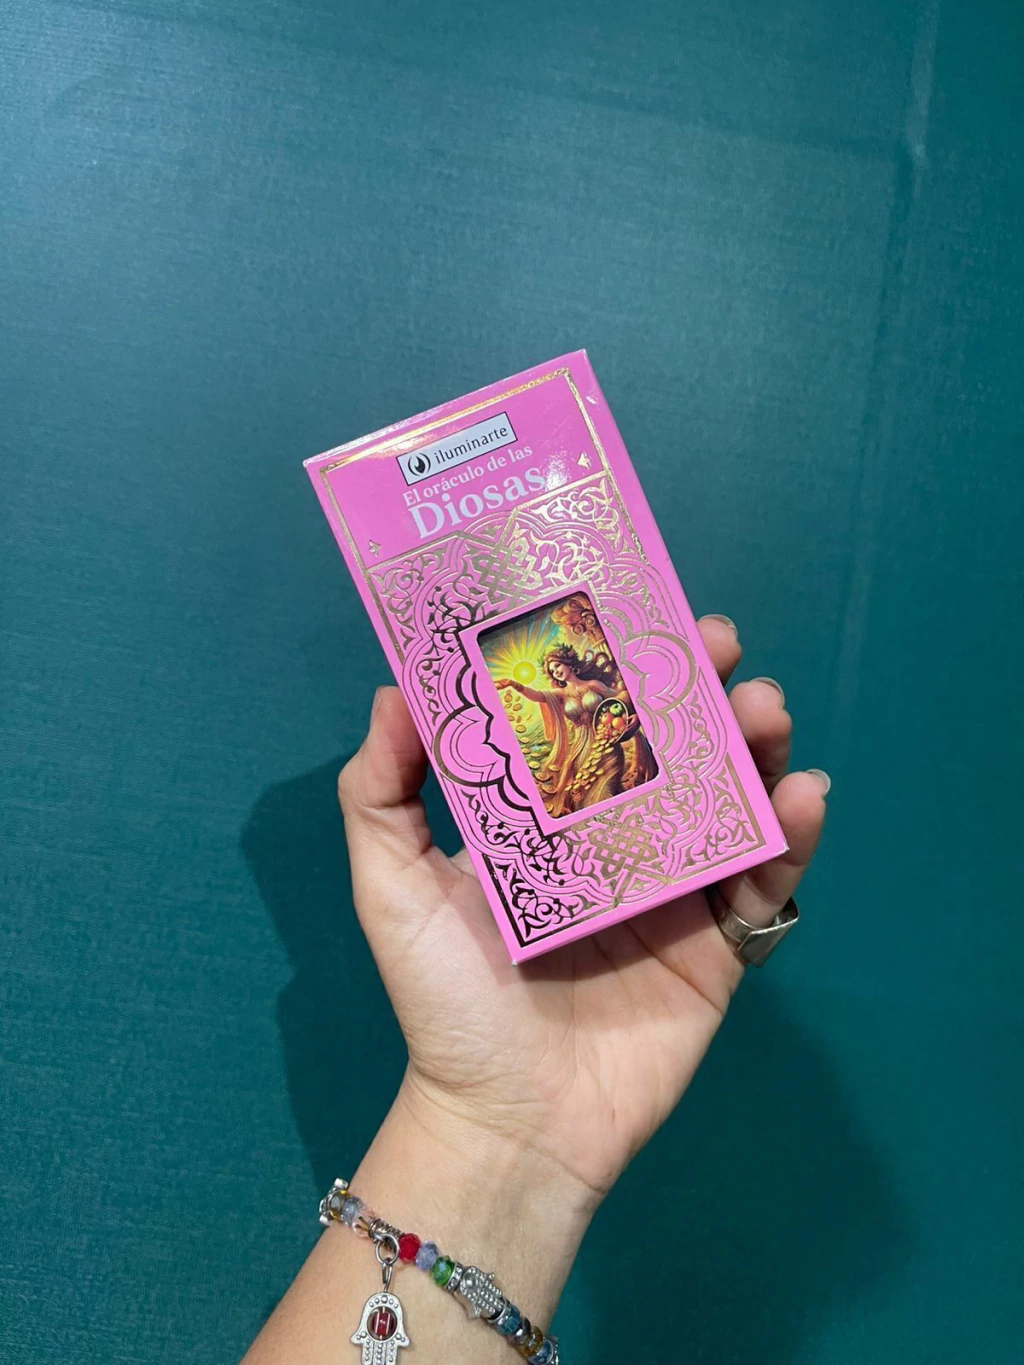 iluminarte
El oráculo de las
Diosas